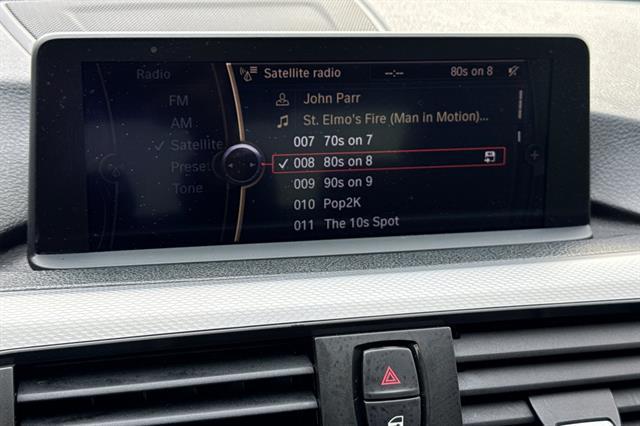 Radio
FM
AM
✓ Satellite
Preset
Tone
Satellite radio --:-- 80s on 8
John Parr
St. Elmo's Fire (Man in Motion)...
007 70s on 7
✓ 008 80s on 8
009 90s on 9
010 Pop2K
011 The 10s Spot